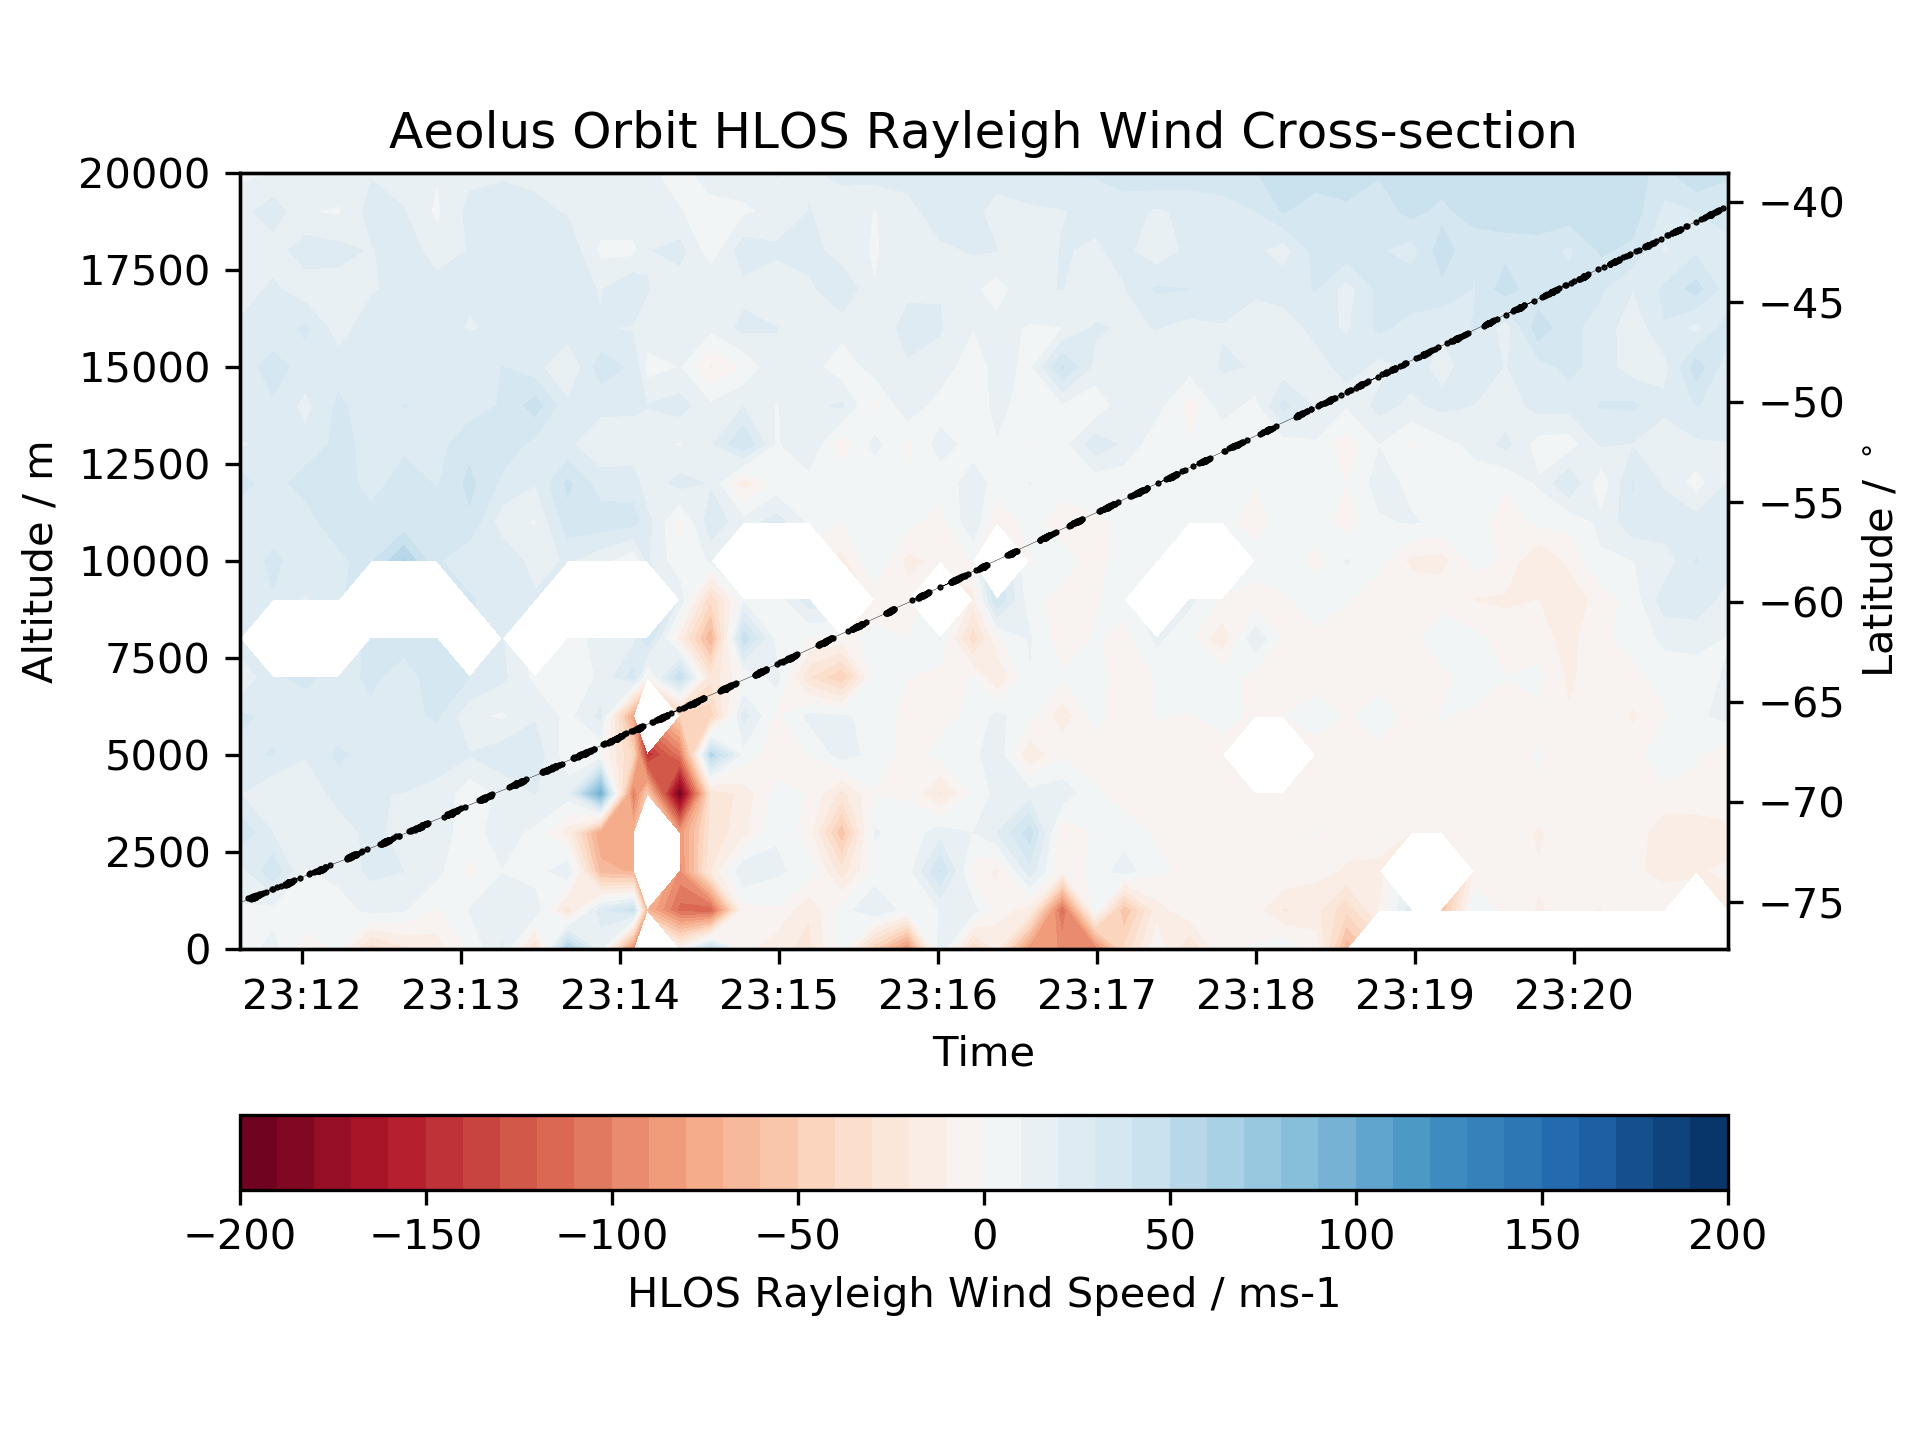 Aeolus Orbit HLOS Rayleigh Wind Cross-section
20000
17500
15000
12500
10000
7500
5000
2500
0
Altitude / m
−40
−45
−50
−55
−60
−65
−70
−75
Latitude / °
23:12 23:13 23:14 23:15 23:16 23:17 23:18 23:19 23:20
Time
−200 −150 −100 −50 0 50 100 150 200
HLOS Rayleigh Wind Speed / ms-1